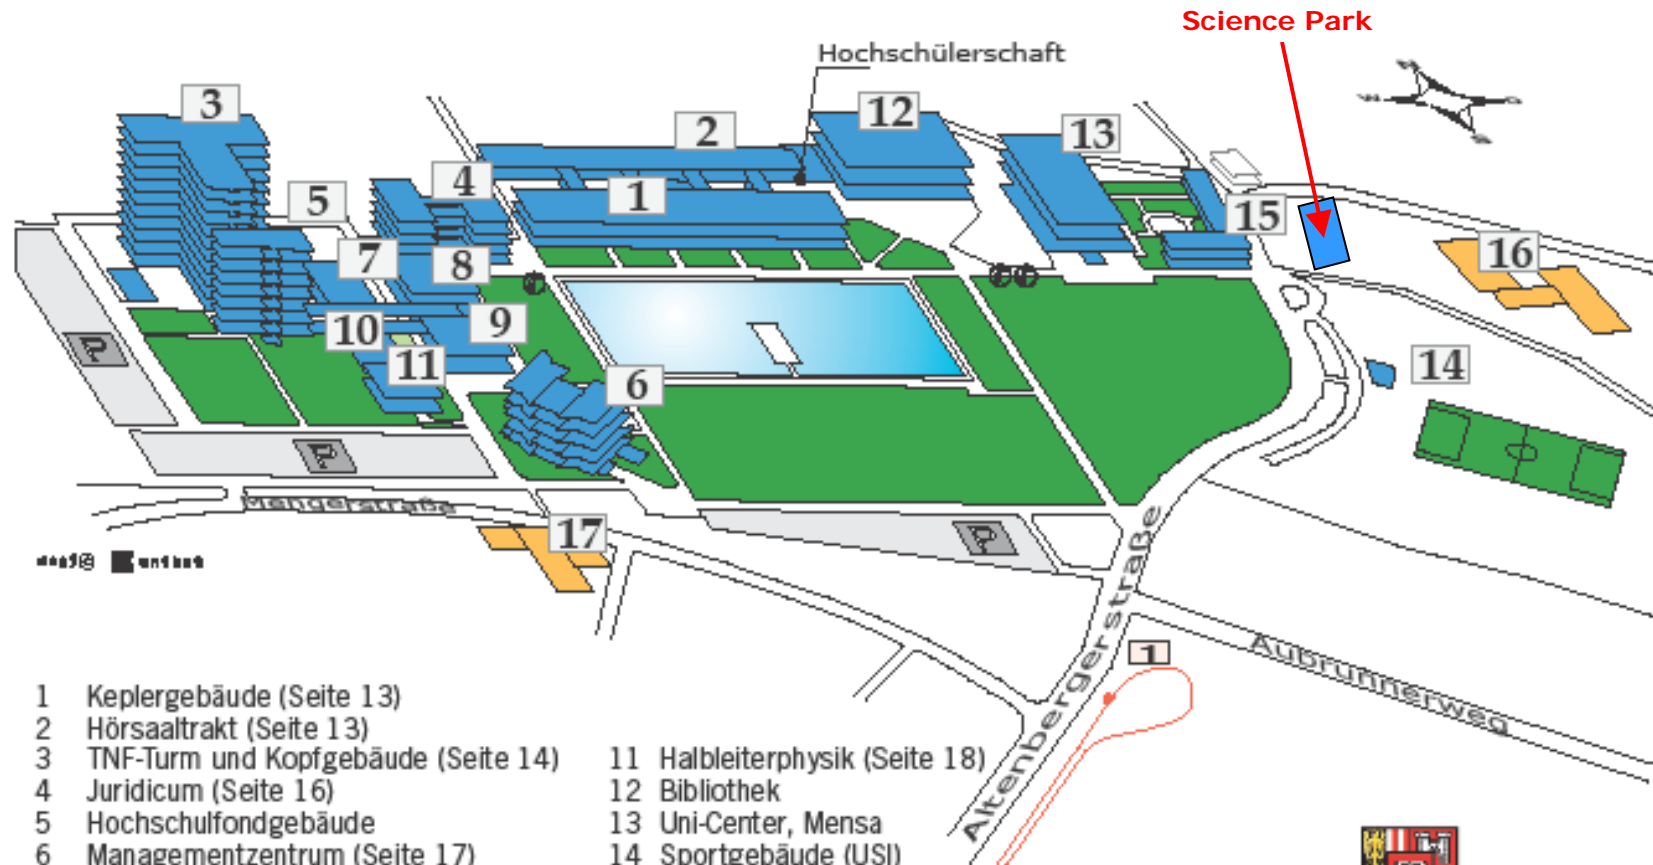 Science Park
Hochschülerschaft
3
2
12
13
4
1
5
15
7
8
16
10
9
11
6
14
P
P
Mengerstraße
17
P
Altenbergerstraße
1
Aubrunnerweg
1 Keplergebäude (Seite 13)
2 Hörsaaltrakt (Seite 13)
3 TNF-Turm und Kopfgebäude (Seite 14)
4 Juridicum (Seite 16)
5 Hochschulfondgebäude
6 Managementzentrum (Seite 17)
11 Halbleiterphysik (Seite 18)
12 Bibliothek
13 Uni-Center, Mensa
14 Sportgebäude (USI)